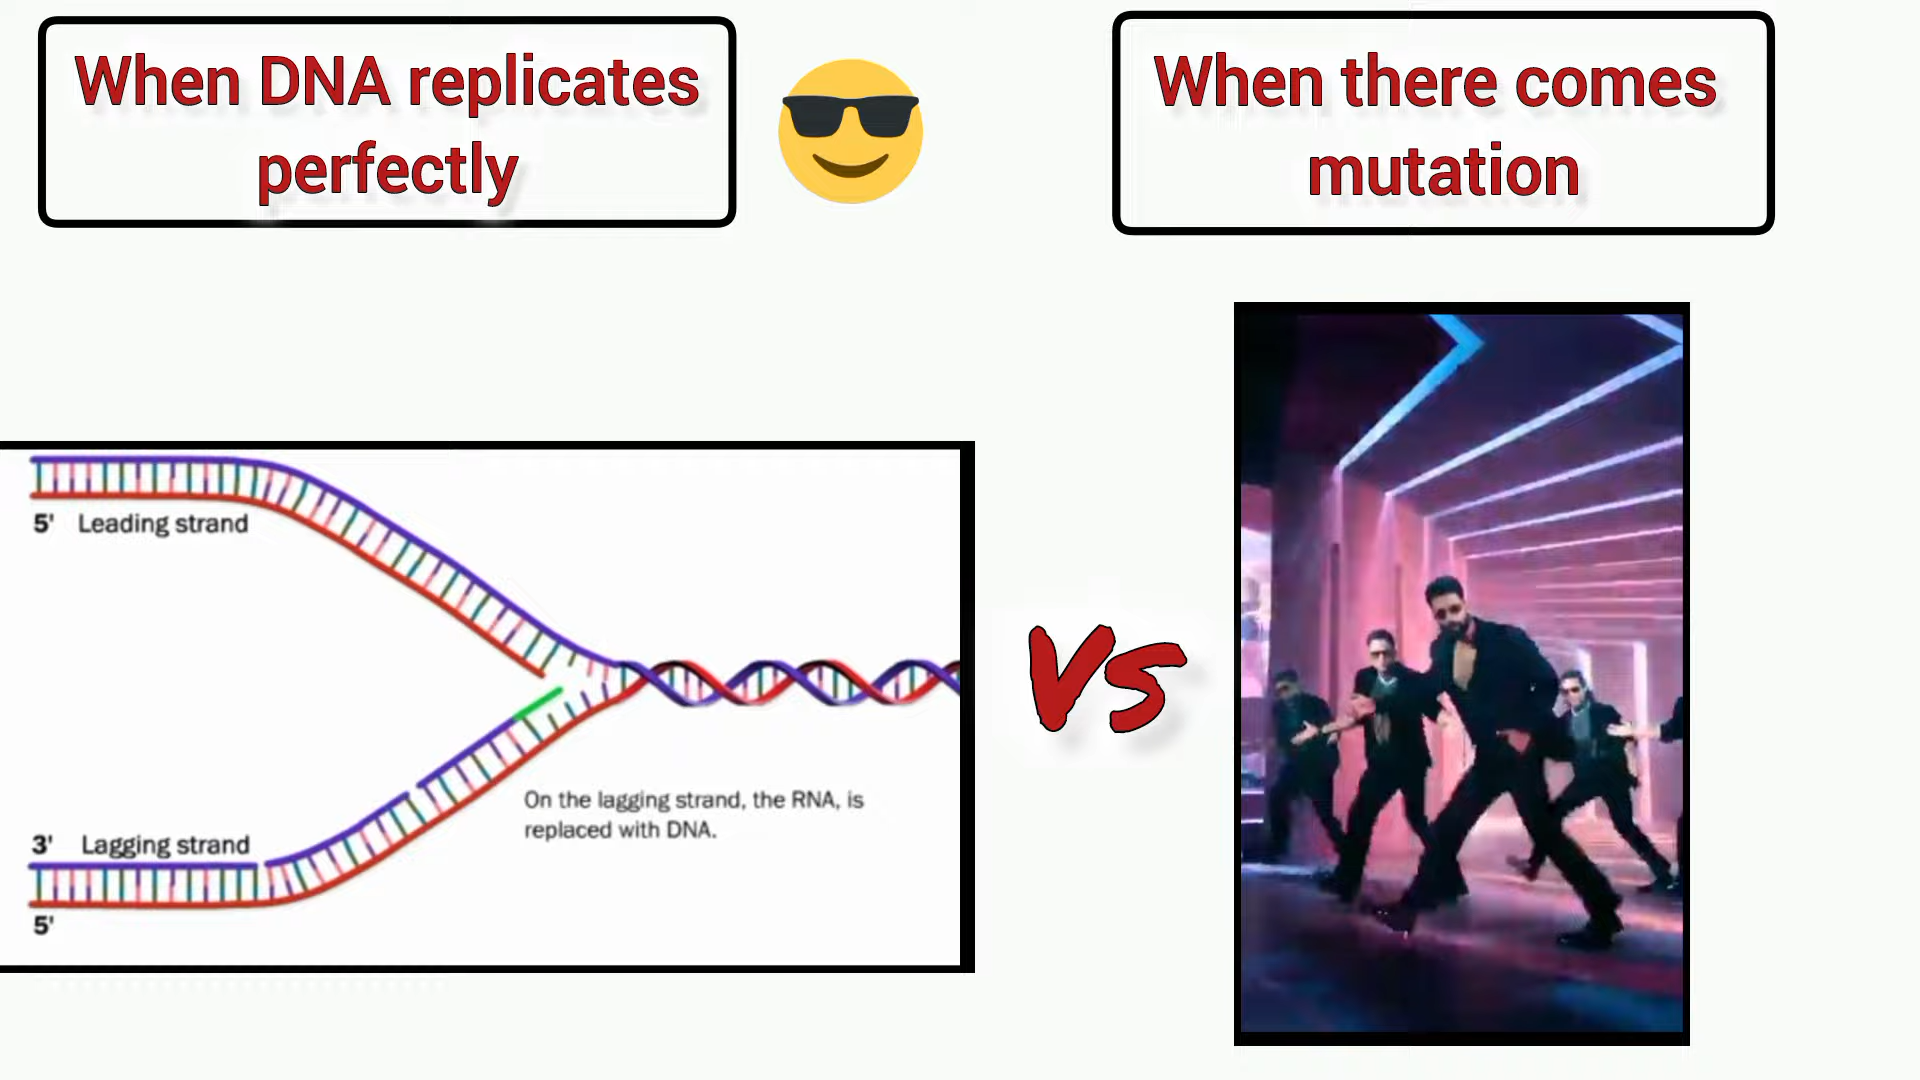 When DNA replicates
perfectly
When there comes
mutation
5' Leading strand
Vs
On the lagging strand, the RNA, is
replaced with DNA.
3' Lagging strand
5'